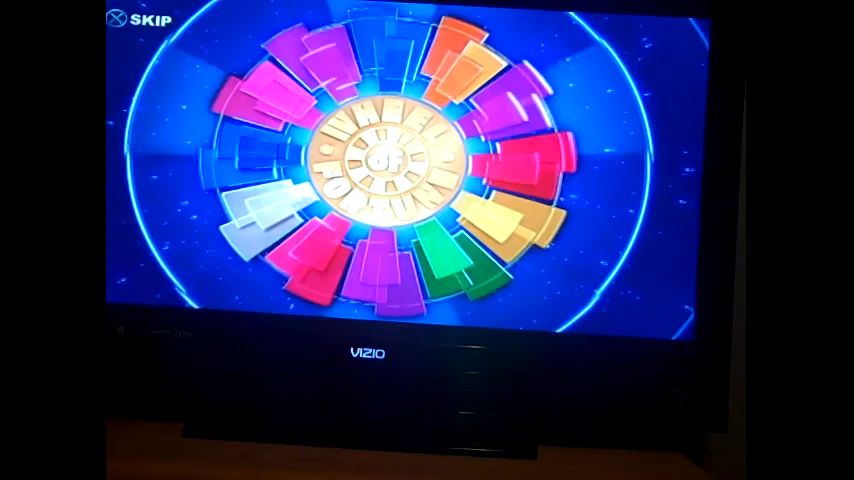 SKIP
WHEEL
OF
FORTUNE
VIZIO